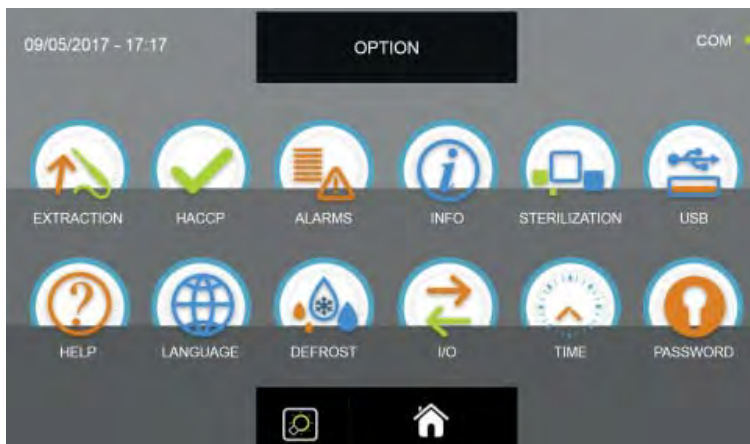 09/05/2017 - 17:17 OPTION COM
EXTRACTION HACCP ALARMS INFO STERILIZATION USB
HELP LANGUAGE DEFROST I/O TIME PASSWORD